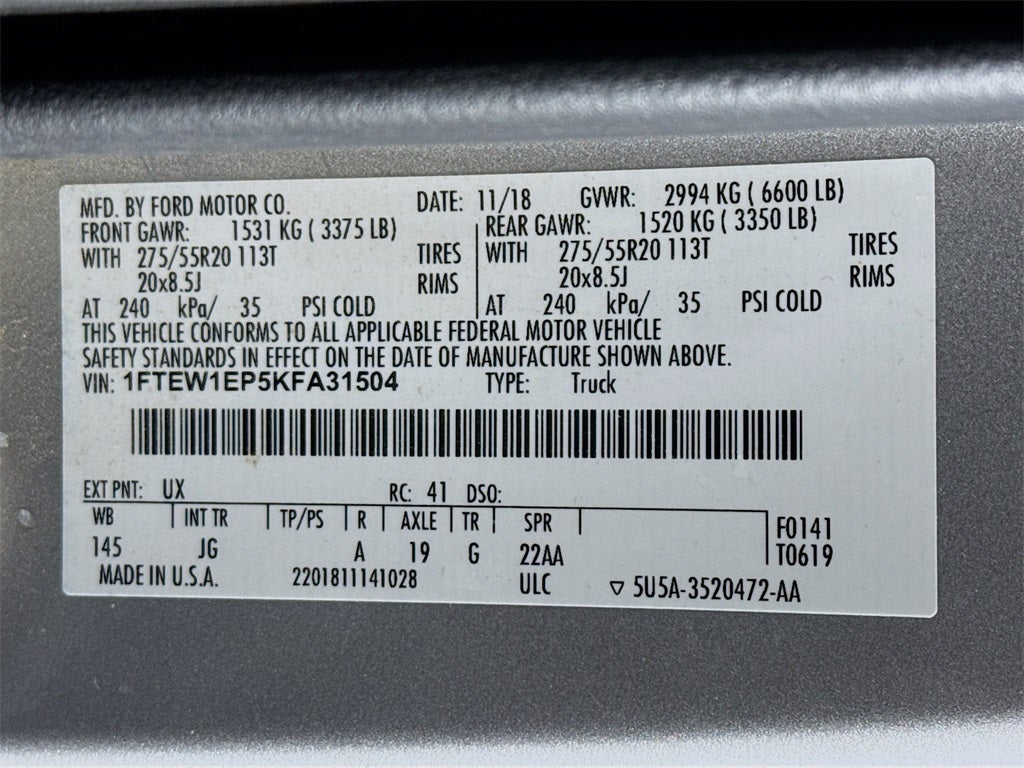 MFD. BY FORD MOTOR CO. DATE: 11/18 GVWR: 2994 KG ( 6600 LB)
FRONT GAWR: 1531 KG ( 3375 LB) REAR GAWR: 1520 KG ( 3350 LB)
WITH 275/55R20 113T TIRES WITH 275/55R20 113T TIRES
20x8.5J RIMS 20x8.5J RIMS
AT 240 kPa/ 35 PSI COLD AT 240 kPa/ 35 PSI COLD
THIS VEHICLE CONFORMS TO ALL APPLICABLE FEDERAL MOTOR VEHICLE
SAFETY STANDARDS IN EFFECT ON THE DATE OF MANUFACTURE SHOWN ABOVE.
VIN: 1FTEW1EP5KFA31504 TYPE: Truck
EXT PNT: UX RC: 41 DSO:
WB INT TR TP/PS R AXLE TR SPR F0141
145 JG A 19 G 22AA T0619
MADE IN U.S.A. 2201811141028 ULC ▽ 5U5A-3520472-AA